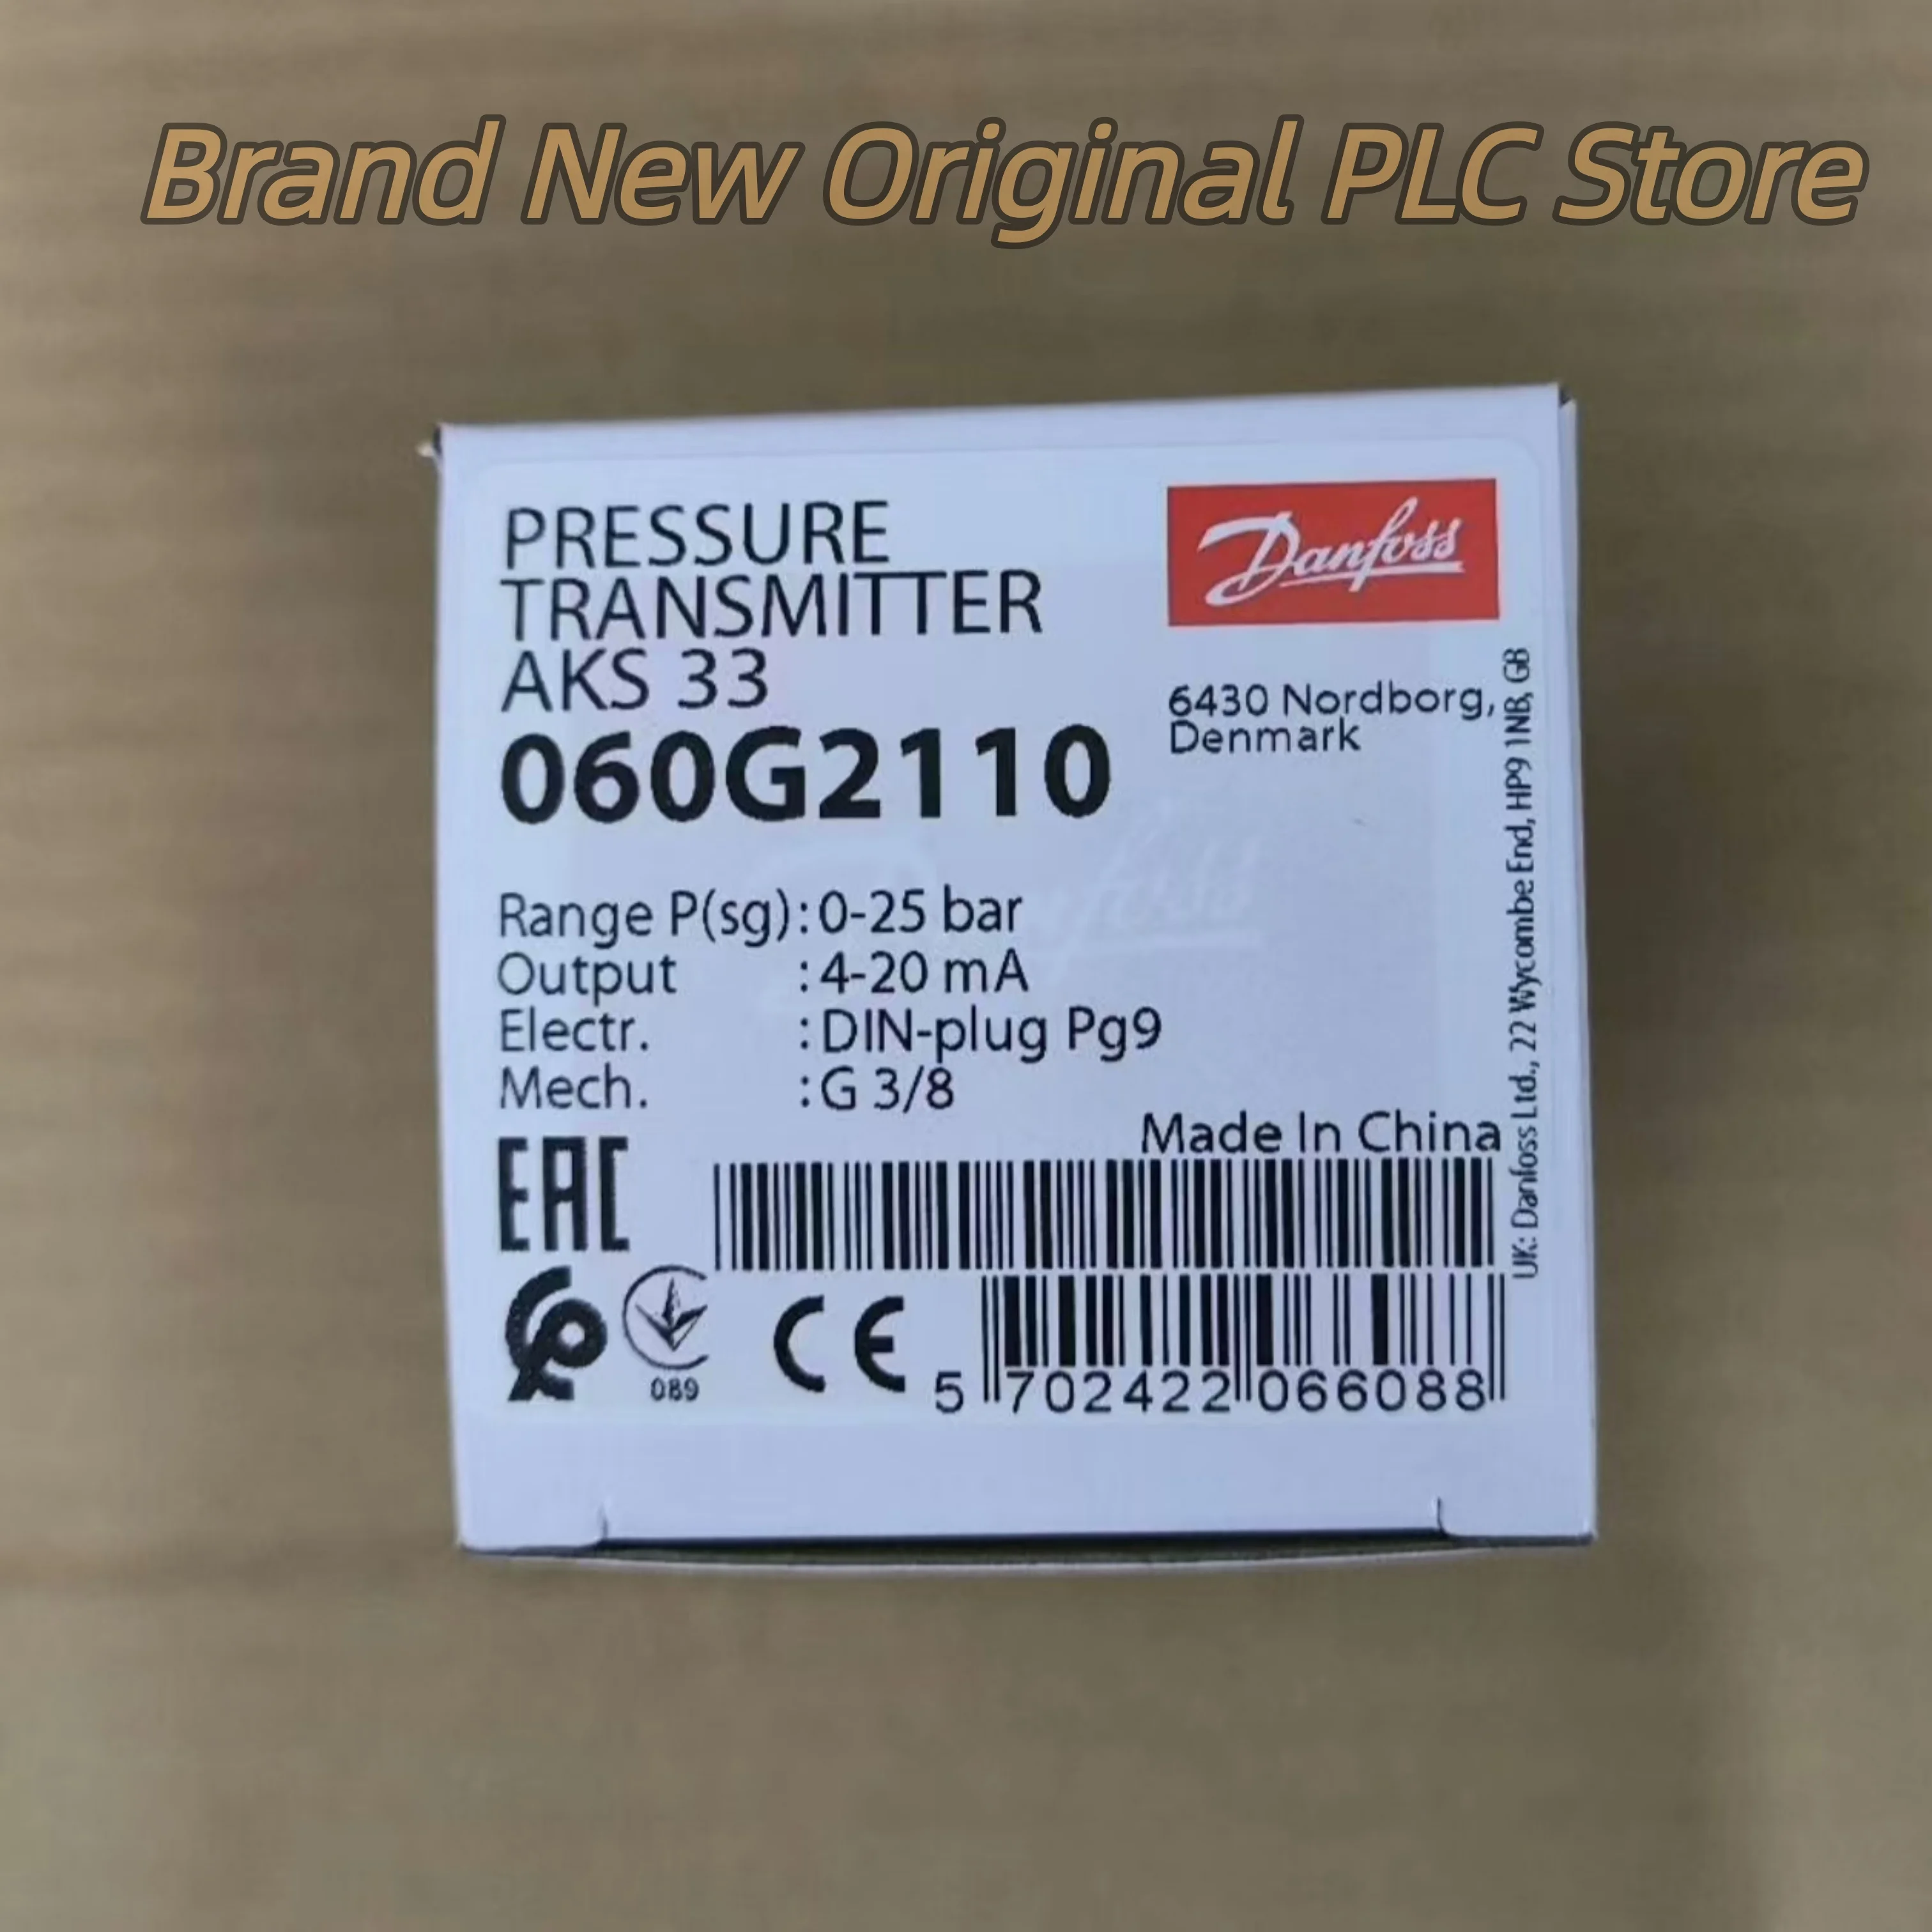 Brand New Original PLC Store
PRESSURE
TRANSMITTER
AKS 33
060G2110
Danfoss
6430 Nordborg,
Denmark
Range P(sg): 0-25 bar
Output : 4-20 mA
Electr. : DIN-plug Pg9
Mech. : G 3/8
Made In China
EAC
089
CE
5 702422 066088
UK: Danfoss Ltd., 22 Wycombe End, HP9 1NB, GB
Danfoss